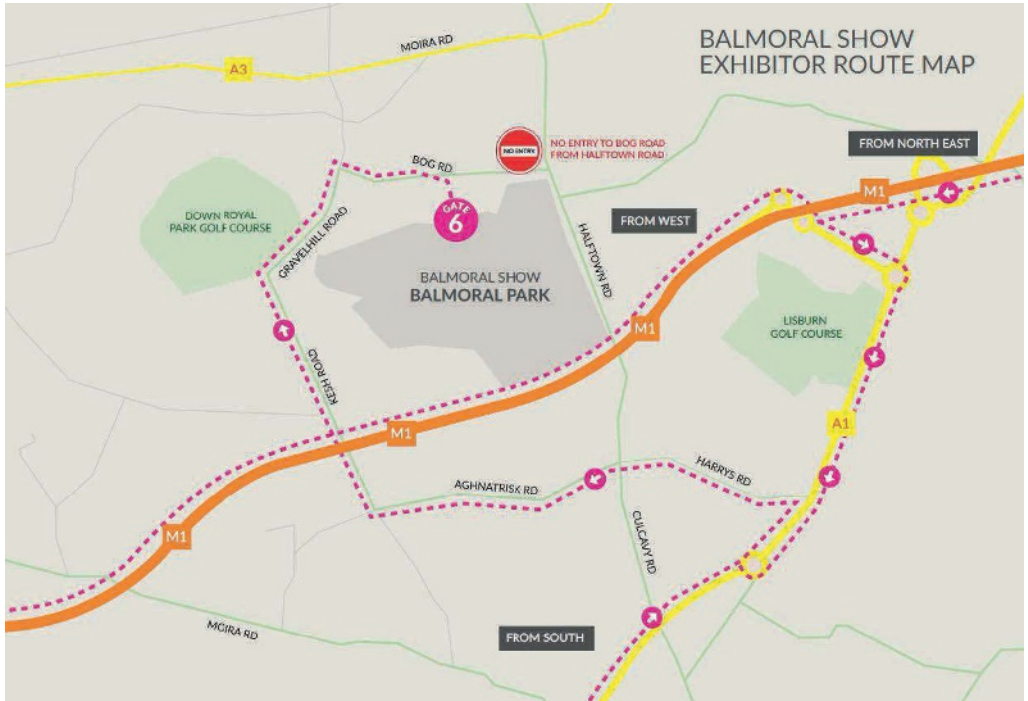 BALMORAL SHOW
EXHIBITOR ROUTE MAP
MOIRA RD
A3
NO ENTRY
NO ENTRY TO BOG ROAD
FROM HALFTOWN ROAD
FROM NORTH EAST
BOG RD
M1
GATE
6
DOWN ROYAL
PARK GOLF COURSE
FROM WEST
GRAVELHILL ROAD
HALFTOWN RD
BALMORAL SHOW
BALMORAL PARK
LISBURN
GOLF COURSE
M1
KESH ROAD
A1
M1
HARRYS RD
AGHNATRISK RD
M1
CULCAVY RD
MOIRA RD
FROM SOUTH